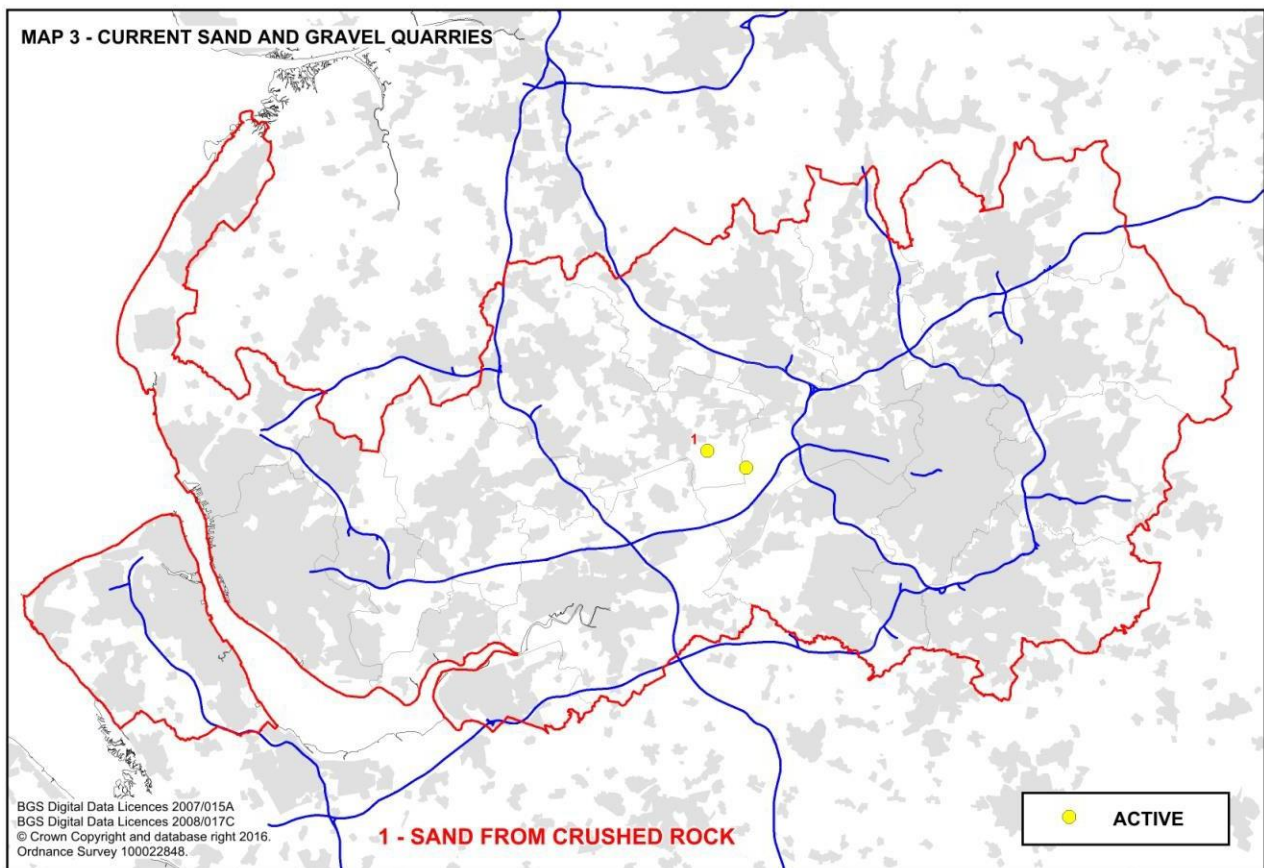 MAP 3 - CURRENT SAND AND GRAVEL QUARRIES
1
BGS Digital Data Licences 2007/015A
BGS Digital Data Licences 2008/017C
© Crown Copyright and database right 2016.
Ordnance Survey 100022848.
1 - SAND FROM CRUSHED ROCK
ACTIVE